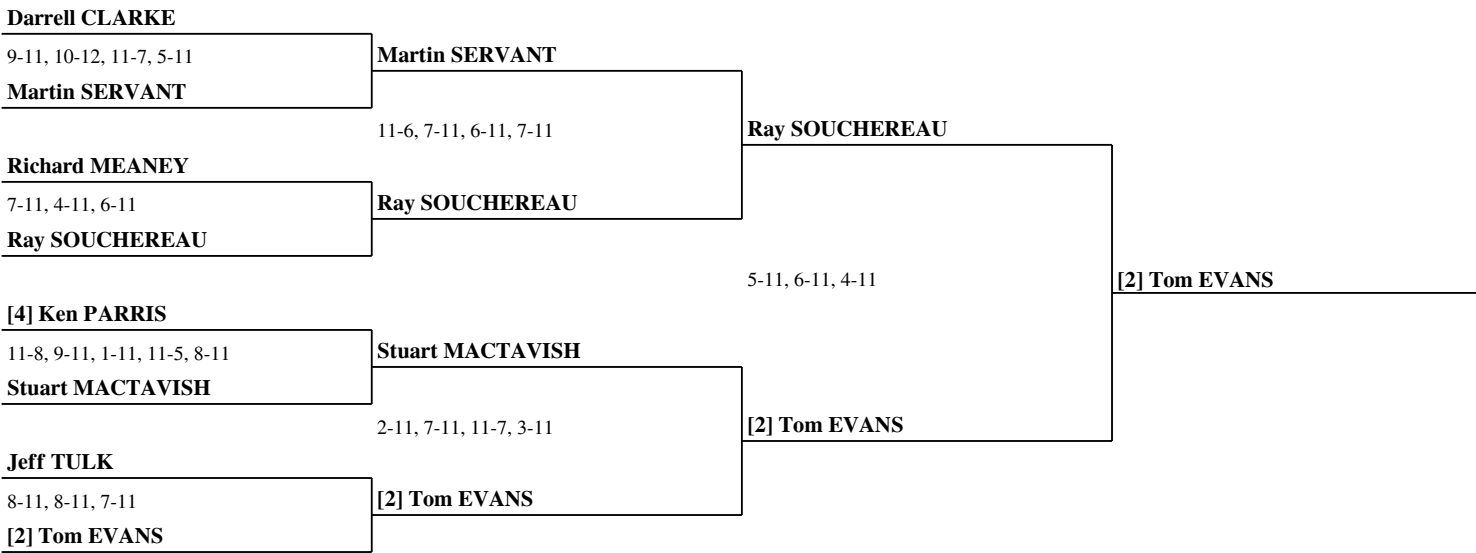 Darrell CLARKE
9-11, 10-12, 11-7, 5-11
Martin SERVANT
Martin SERVANT
11-6, 7-11, 6-11, 7-11
Ray SOUCHEREAU
Richard MEANEY
7-11, 4-11, 6-11
Ray SOUCHEREAU
Ray SOUCHEREAU
5-11, 6-11, 4-11
[2] Tom EVANS
[4] Ken PARRIS
11-8, 9-11, 1-11, 11-5, 8-11
Stuart MACTAVISH
Stuart MACTAVISH
2-11, 7-11, 11-7, 3-11
[2] Tom EVANS
Jeff TULK
8-11, 8-11, 7-11
[2] Tom EVANS
[2] Tom EVANS